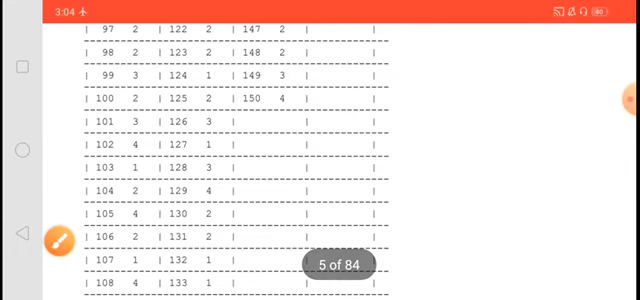 3:04
80
| 97 2 | 122 2 | 147 2 | |
| 98 2 | 123 2 | 148 2 | |
| 99 3 | 124 1 | 149 3 | |
| 100 2 | 125 2 | 150 4 | |
| 101 3 | 126 3 | | |
| 102 4 | 127 1 | | |
| 103 1 | 128 3 | | |
| 104 2 | 129 4 | | |
| 105 4 | 130 2 | | |
| 106 2 | 131 2 | | |
| 107 1 | 132 1 | | |
5 of 84
| 108 4 | 133 1 | | |